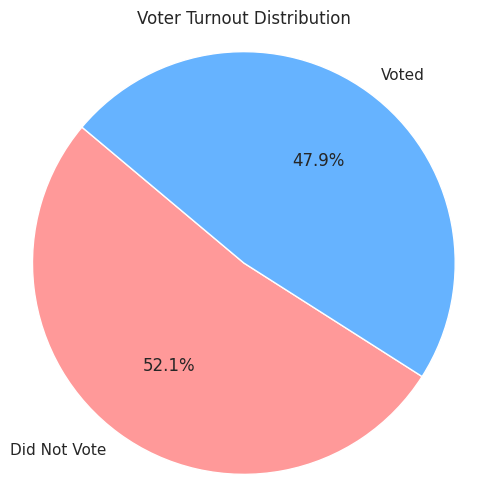 Voter Turnout Distribution
Voted
47.9%
52.1%
Did Not Vote